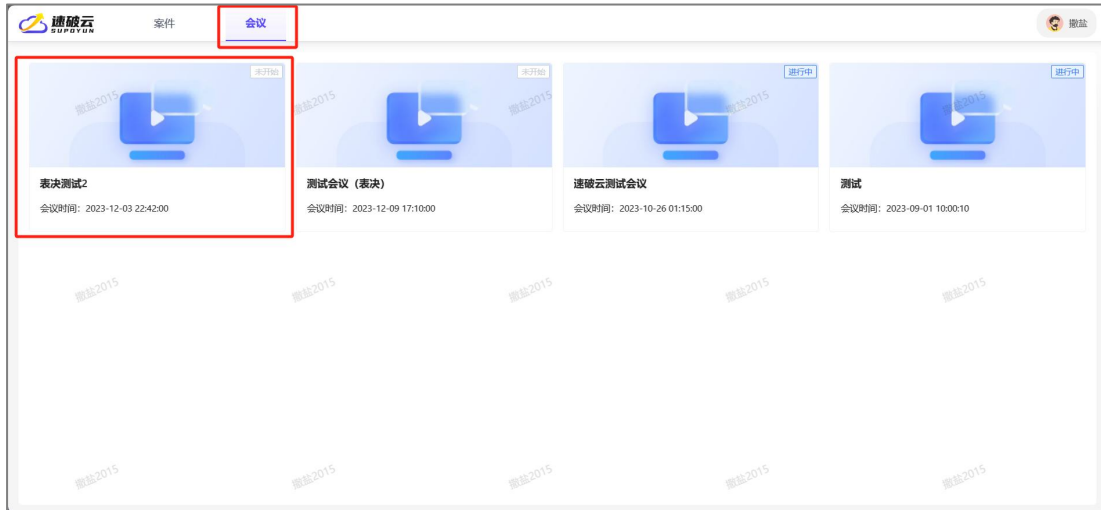 速破云 案件 会议 撒盐
SUPOYUN
未开始 未开始 进行中 进行中
撒盐2015 撒盐2015 撒盐2015 撒盐2015 撒盐2015
表决测试2 测试会议（表决） 速破云测试会议 测试
会议时间：2023-12-03 22:42:00 会议时间：2023-12-09 17:10:00 会议时间：2023-10-26 01:15:00 会议时间：2023-09-01 10:00:10
撒盐2015 撒盐2015 撒盐2015 撒盐2015 撒盐2015
撒盐2015 撒盐2015 撒盐2015 撒盐2015 撒盐2015